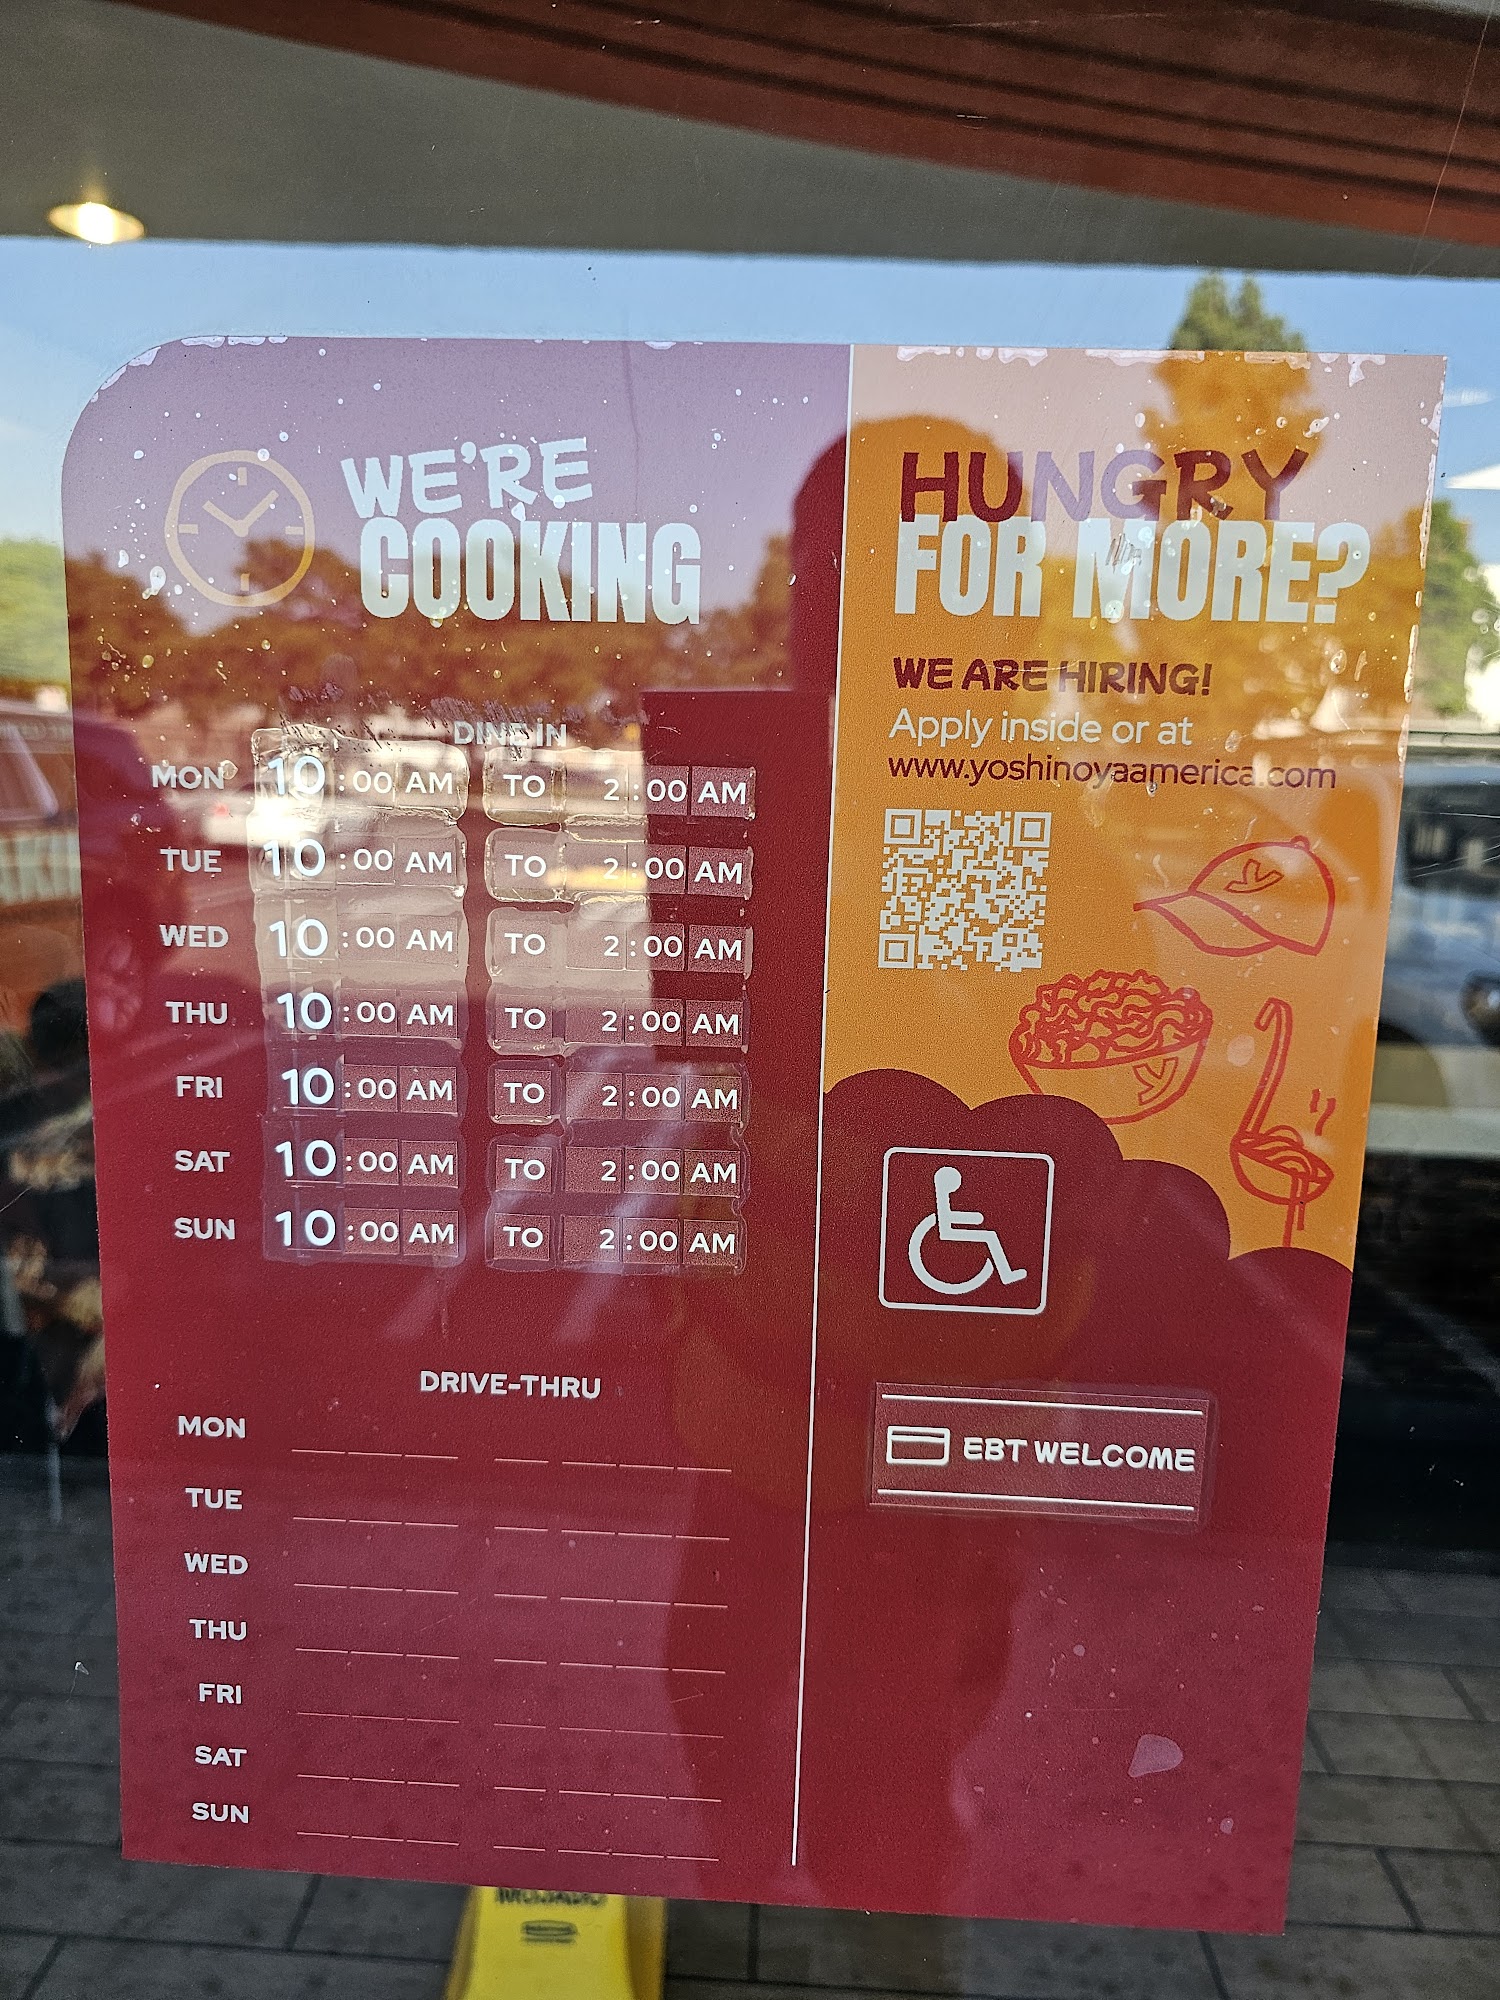 WE'RE
COOKING
DINE IN
MON 10:00 AM TO 2:00 AM
TUE 10:00 AM TO 2:00 AM
WED 10:00 AM TO 2:00 AM
THU 10:00 AM TO 2:00 AM
FRI 10:00 AM TO 2:00 AM
SAT 10:00 AM TO 2:00 AM
SUN 10:00 AM TO 2:00 AM
DRIVE-THRU
MON
TUE
WED
THU
FRI
SAT
SUN
HUNGRY
FOR MORE?
WE ARE HIRING!
Apply inside or at
www.yoshinoyaamerica.com
EBT WELCOME